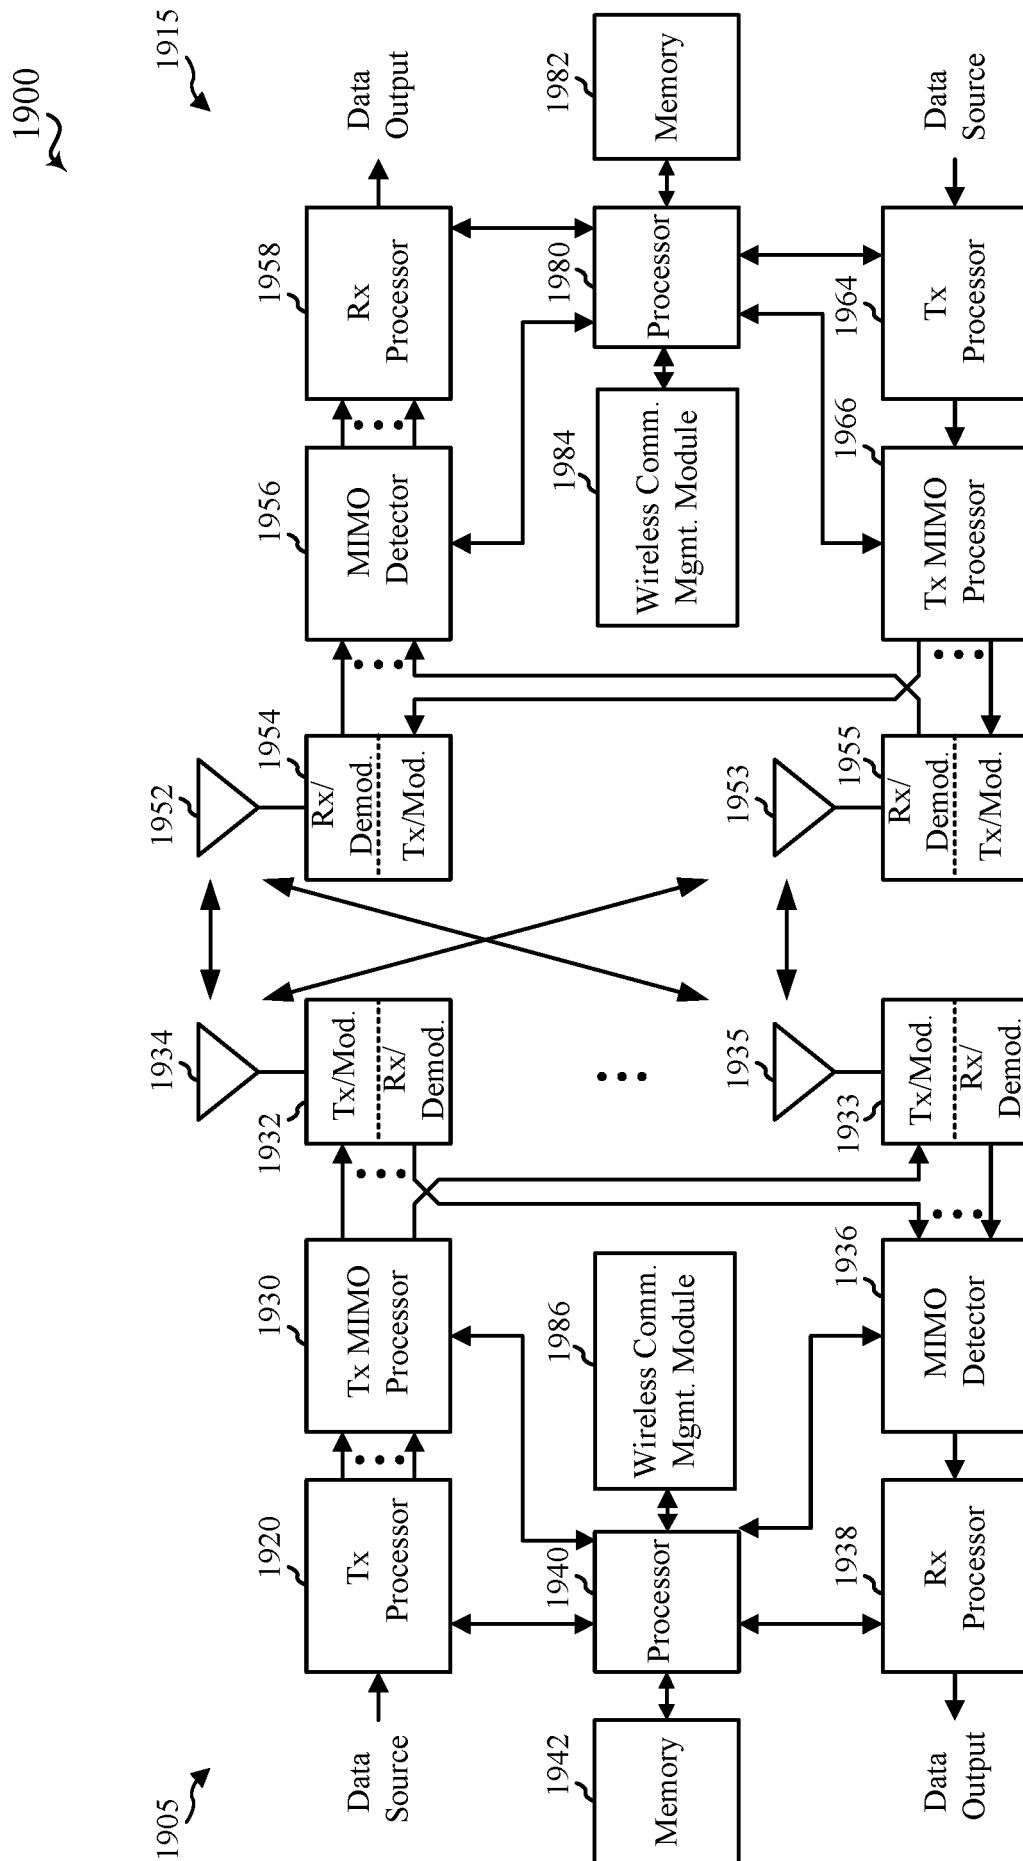 1900
1905
1915
Data
Source
1920
Tx
Processor
1930
Tx MIMO
Processor
1932
Tx/Mod.
Rx/
Demod.
1934
1952
1954
Rx/
Demod.
Tx/Mod.
1956
MIMO
Detector
1958
Rx
Processor
Data
Output
1942
Memory
1940
Processor
1986
Wireless Comm.
Mgmt. Module
1984
Wireless Comm.
Mgmt. Module
1980
Processor
1982
Memory
Data
Output
1938
Rx
Processor
1936
MIMO
Detector
1933
Tx/Mod.
Rx/
Demod.
1935
1953
1955
Rx/
Demod.
Tx/Mod.
1966
Tx MIMO
Processor
1964
Tx
Processor
Data
Source